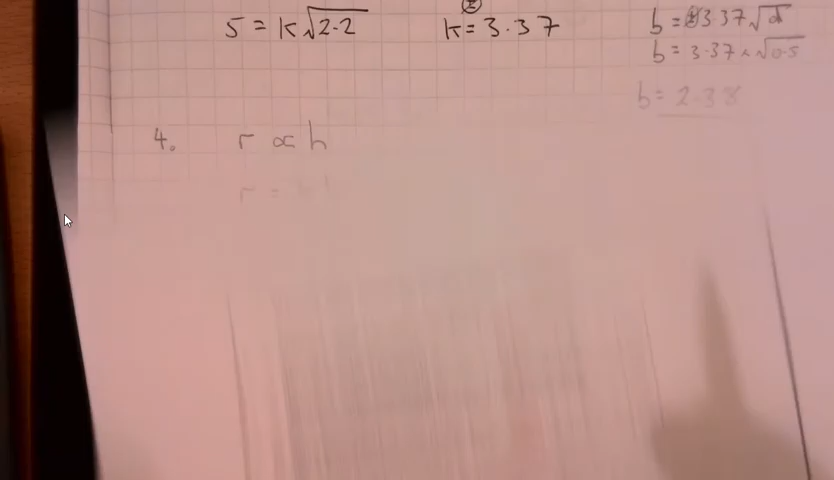 5 = k√2.2
k = 3.37
b = 3.37√d
b = 3.37 × √0.5
b = 2.38
4. r ∝ h
r =